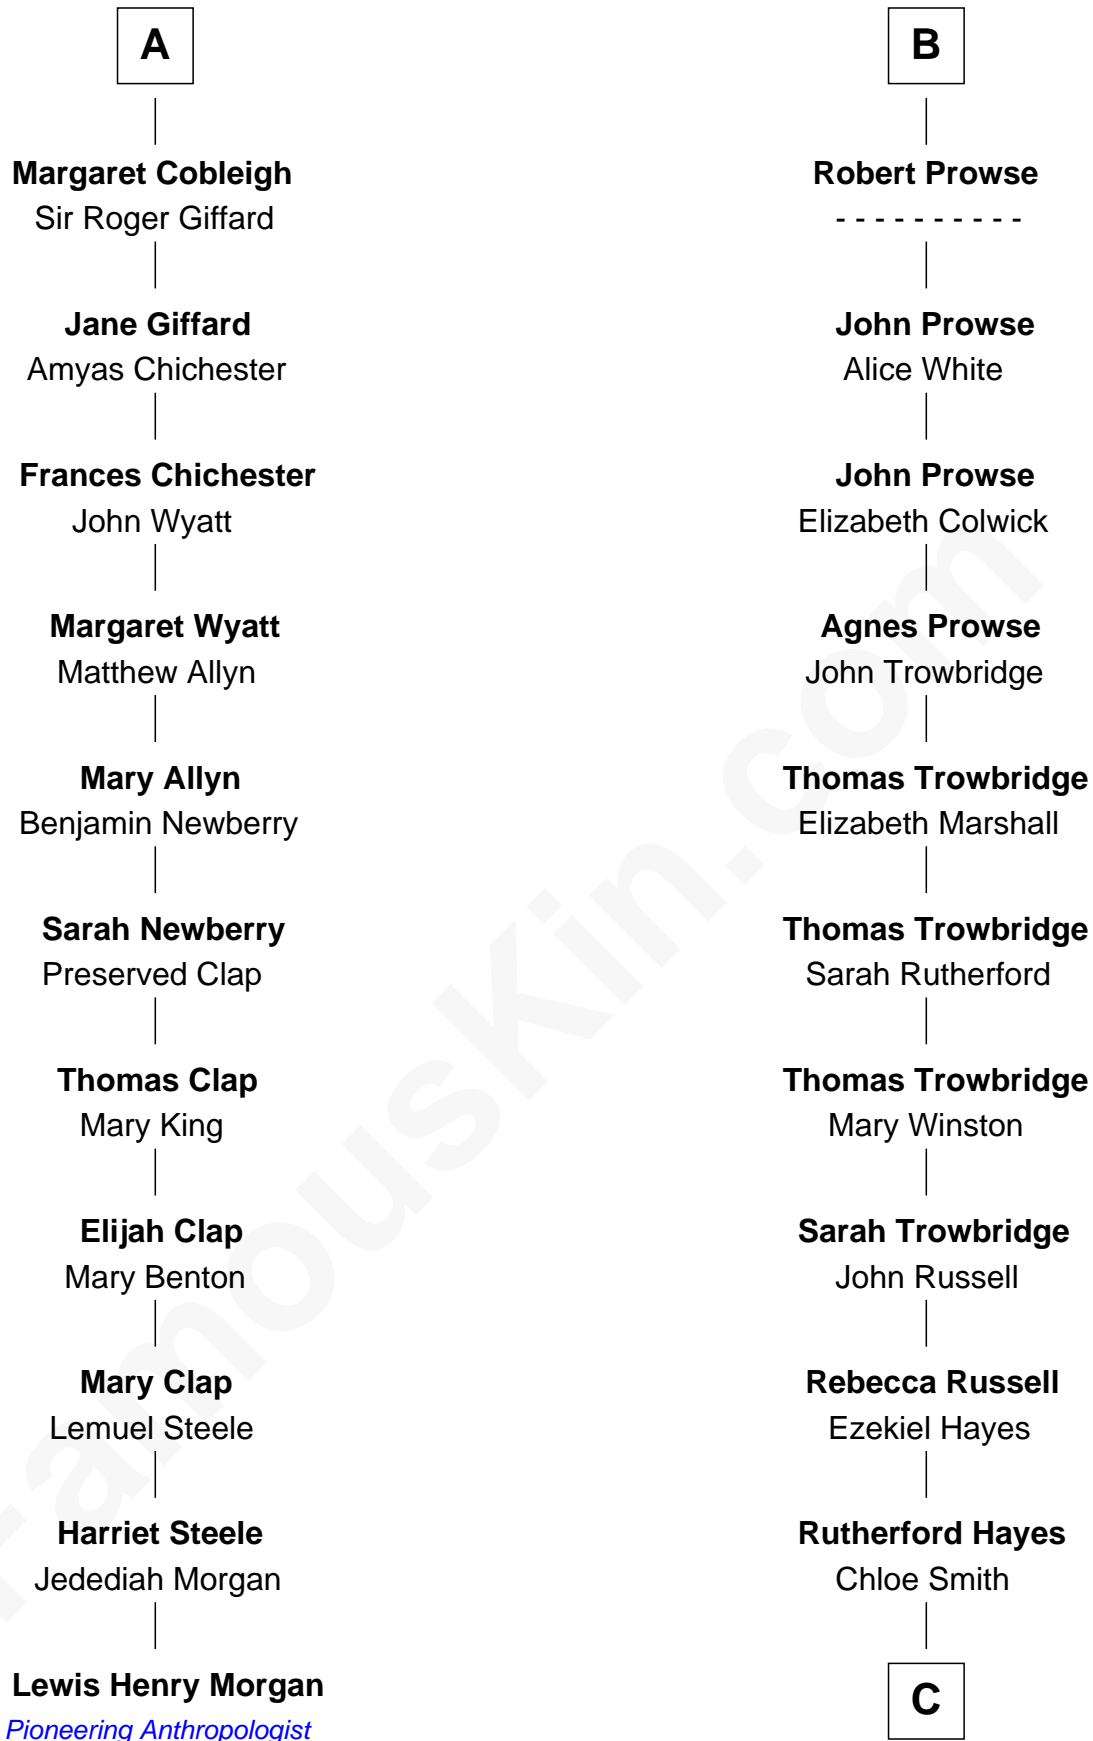 A
Margaret Cobleigh
Sir Roger Giffard
Jane Giffard
Amyas Chichester
Frances Chichester
John Wyatt
Margaret Wyatt
Matthew Allyn
Mary Allyn
Benjamin Newberry
Sarah Newberry
Preserved Clap
Thomas Clap
Mary King
Elijah Clap
Mary Benton
Mary Clap
Lemuel Steele
Harriet Steele
Jedediah Morgan
Lewis Henry Morgan
Pioneering Anthropologist
B
Robert Prowse
- - - - - - - - - -
John Prowse
Alice White
John Prowse
Elizabeth Colwick
Agnes Prowse
John Trowbridge
Thomas Trowbridge
Elizabeth Marshall
Thomas Trowbridge
Sarah Rutherford
Thomas Trowbridge
Mary Winston
Sarah Trowbridge
John Russell
Rebecca Russell
Ezekiel Hayes
Rutherford Hayes
Chloe Smith
C
FamousKin.com